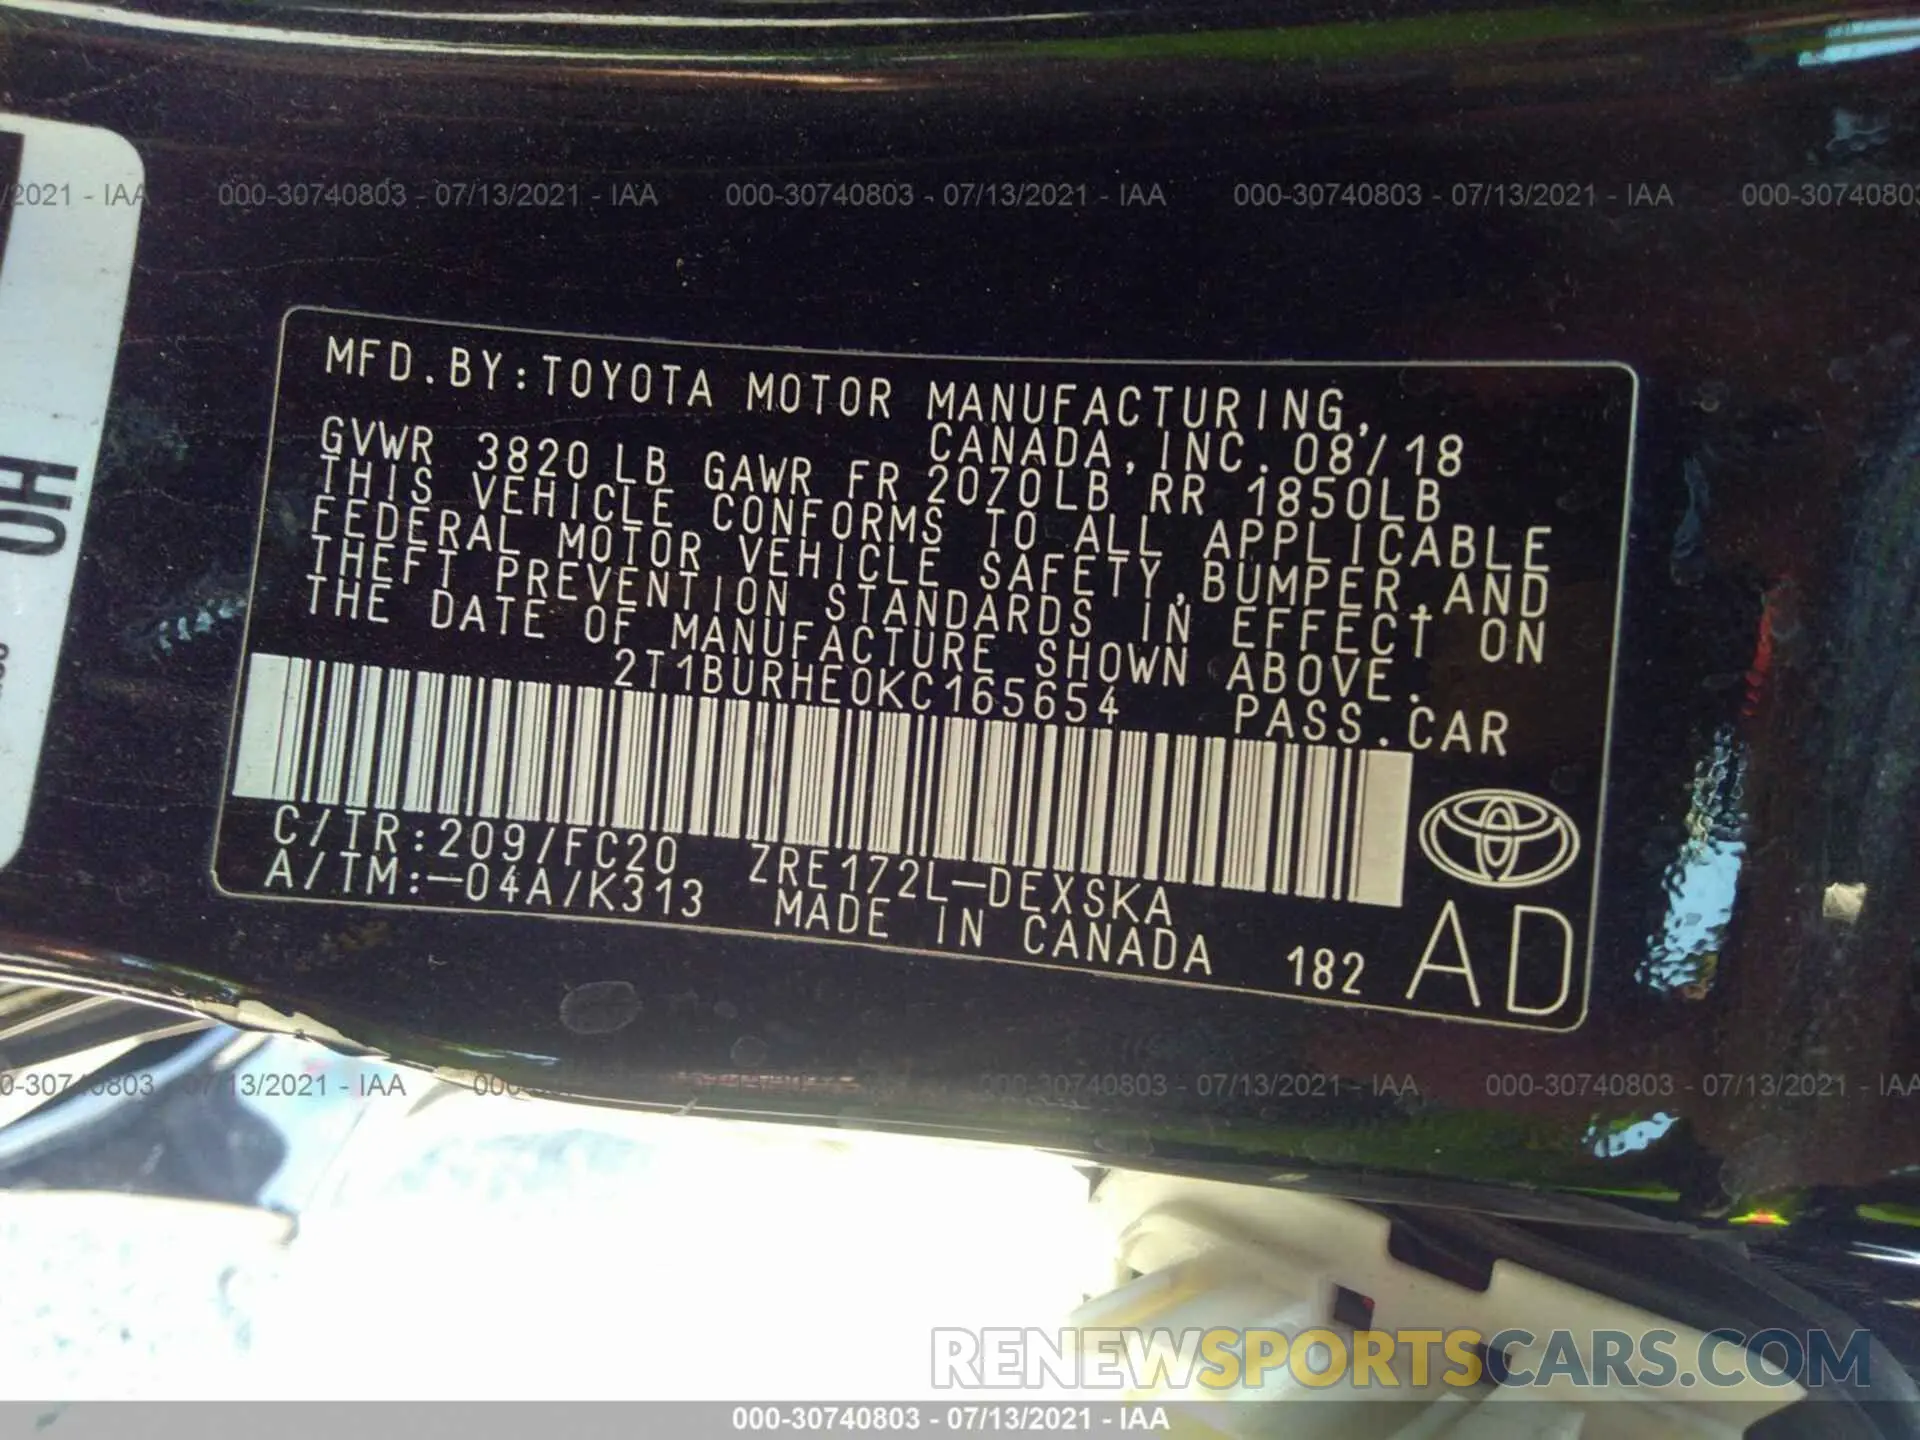 /2021 - IAA 000-30740803 - 07/13/2021 - IAA 000-30740803 - 07/13/2021 - IAA 000-30740803 - 07/13/2021 - IAA 000-30740803
OH
MFD.BY:TOYOTA MOTOR MANUFACTURING,
CANADA,INC. 08/18
GVWR 3820 LB GAWR FR 2070LB RR 1850LB
THIS VEHICLE CONFORMS TO ALL APPLICABLE
FEDERAL MOTOR VEHICLE SAFETY,BUMPER,AND
THEFT PREVENTION STANDARDS IN EFFECT ON
THE DATE OF MANUFACTURE SHOWN ABOVE.
2T1BURHE0KC165654 PASS.CAR
C/TR:209/FC20 ZRE172L-DEXSKA
A/TM:-04A/K313 MADE IN CANADA 182 AD
0-30740803 - 07/13/2021 - IAA 000-30740803 - 07/13/2021 - IAA 000-30740803 - 07/13/2021 - IAA
RENEWSPORTSCARS.COM
000-30740803 - 07/13/2021 - IAA